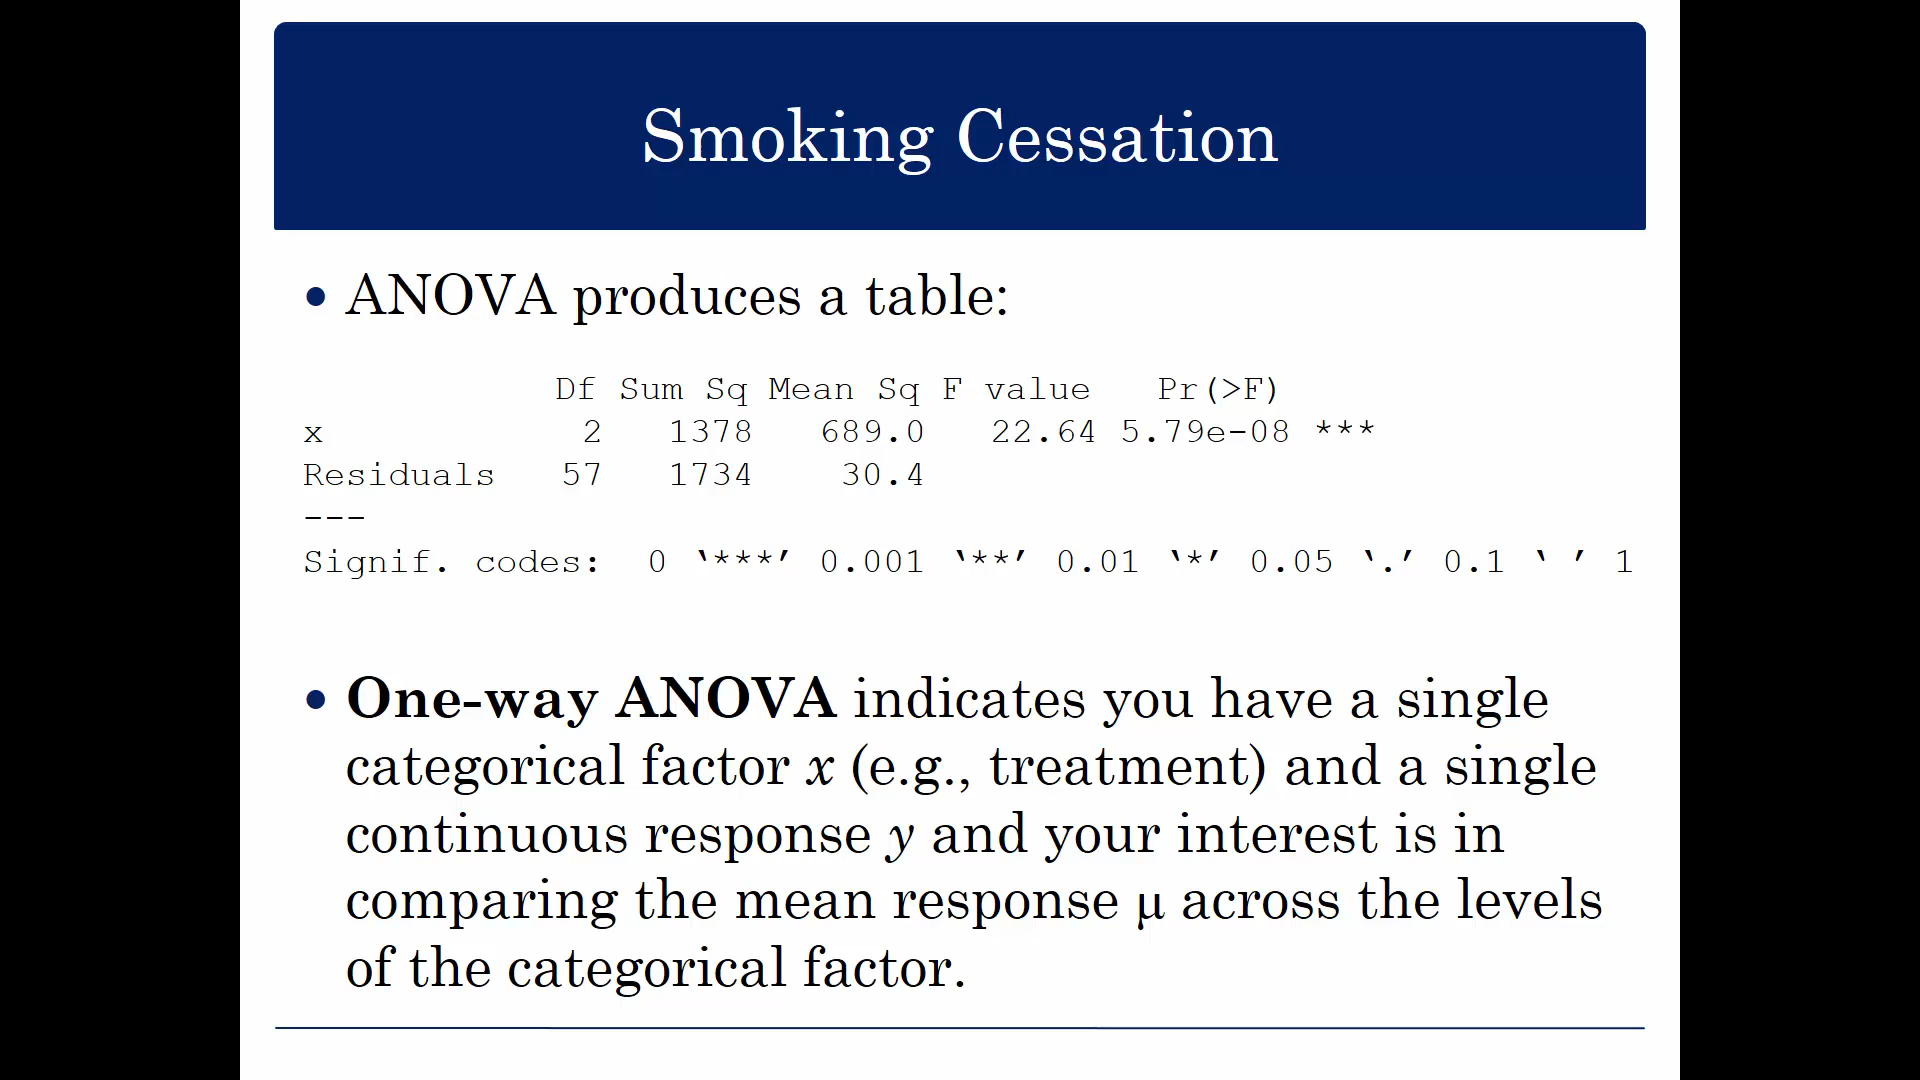 Smoking Cessation
• ANOVA produces a table:
Df Sum Sq Mean Sq F value Pr(>F)
x 2 1378 689.0 22.64 5.79e-08 ***
Residuals 57 1734 30.4
---
Signif. codes: 0 ‘***’ 0.001 ‘**’ 0.01 ‘*’ 0.05 ‘.’ 0.1 ‘ ’ 1
• One-way ANOVA indicates you have a single
categorical factor x (e.g., treatment) and a single
continuous response y and your interest is in
comparing the mean response μ across the levels
of the categorical factor.